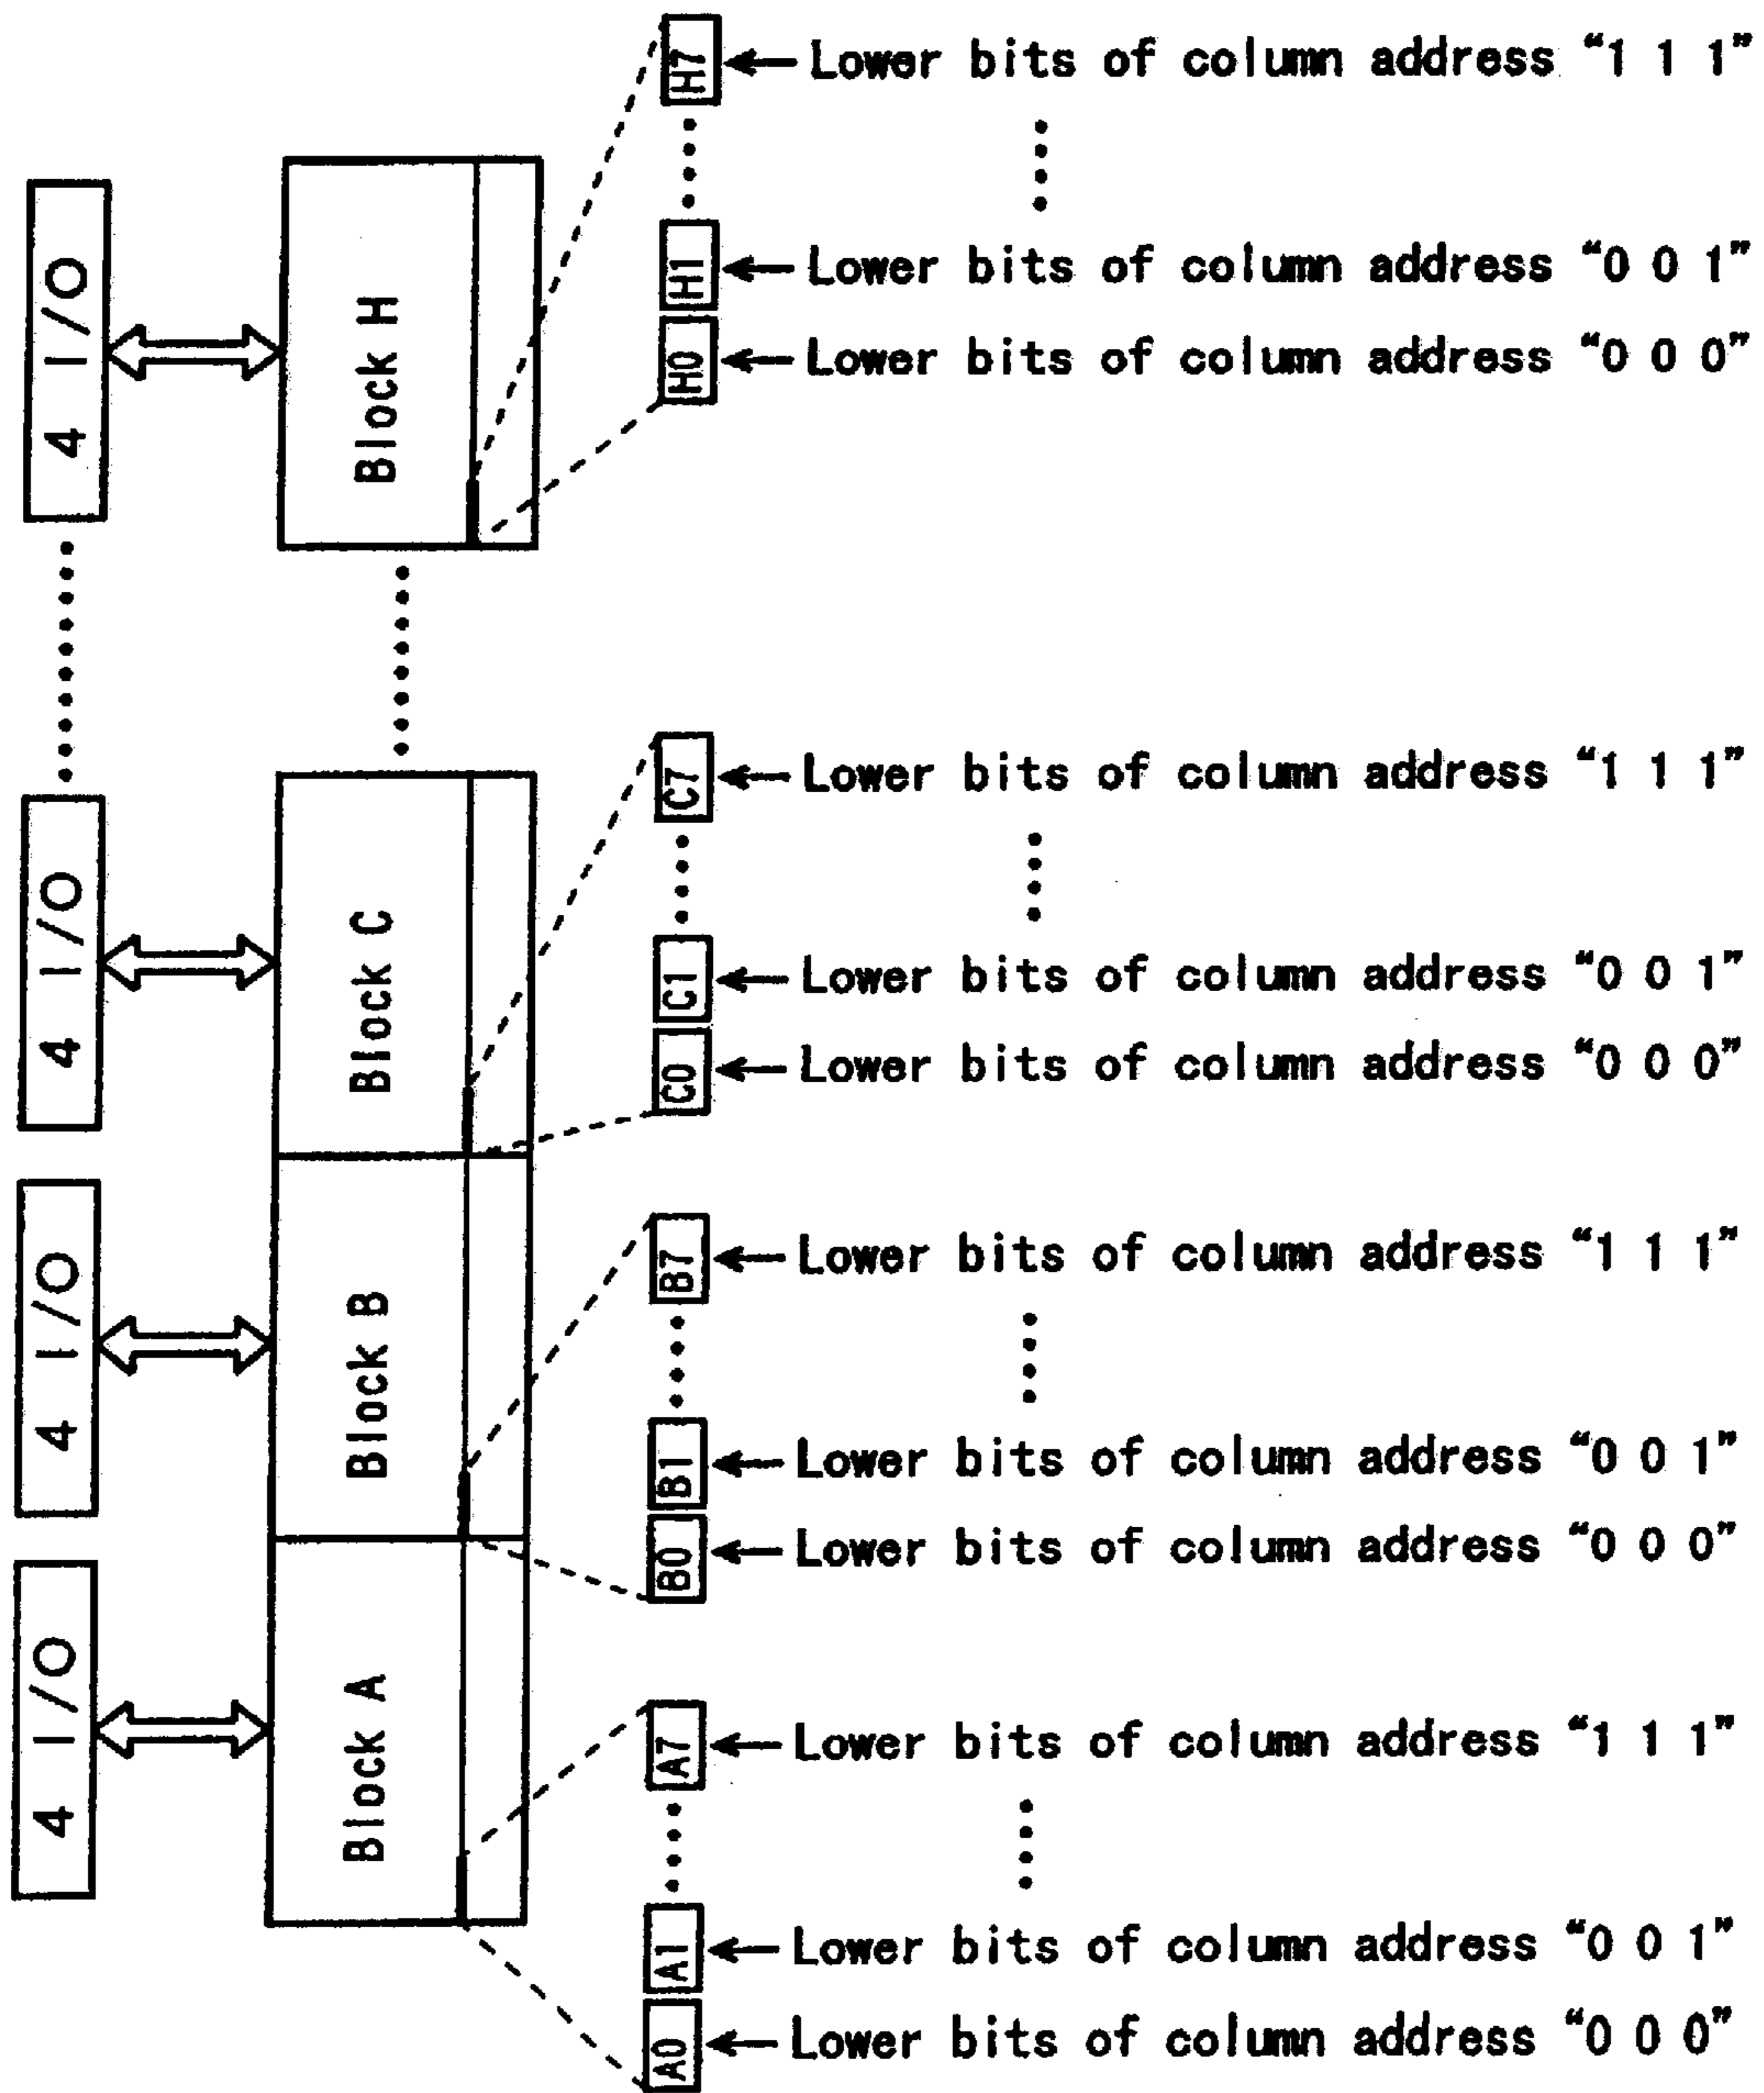 H7 Lower bits of column address “1 1 1”
H1 Lower bits of column address “0 0 1”
H0 Lower bits of column address “0 0 0”
4 I/O
Block H
C7 Lower bits of column address “1 1 1”
C1 Lower bits of column address “0 0 1”
C0 Lower bits of column address “0 0 0”
4 I/O
Block C
B7 Lower bits of column address “1 1 1”
B1 Lower bits of column address “0 0 1”
B0 Lower bits of column address “0 0 0”
4 I/O
Block B
A7 Lower bits of column address “1 1 1”
A1 Lower bits of column address “0 0 1”
A0 Lower bits of column address “0 0 0”
4 I/O
Block A